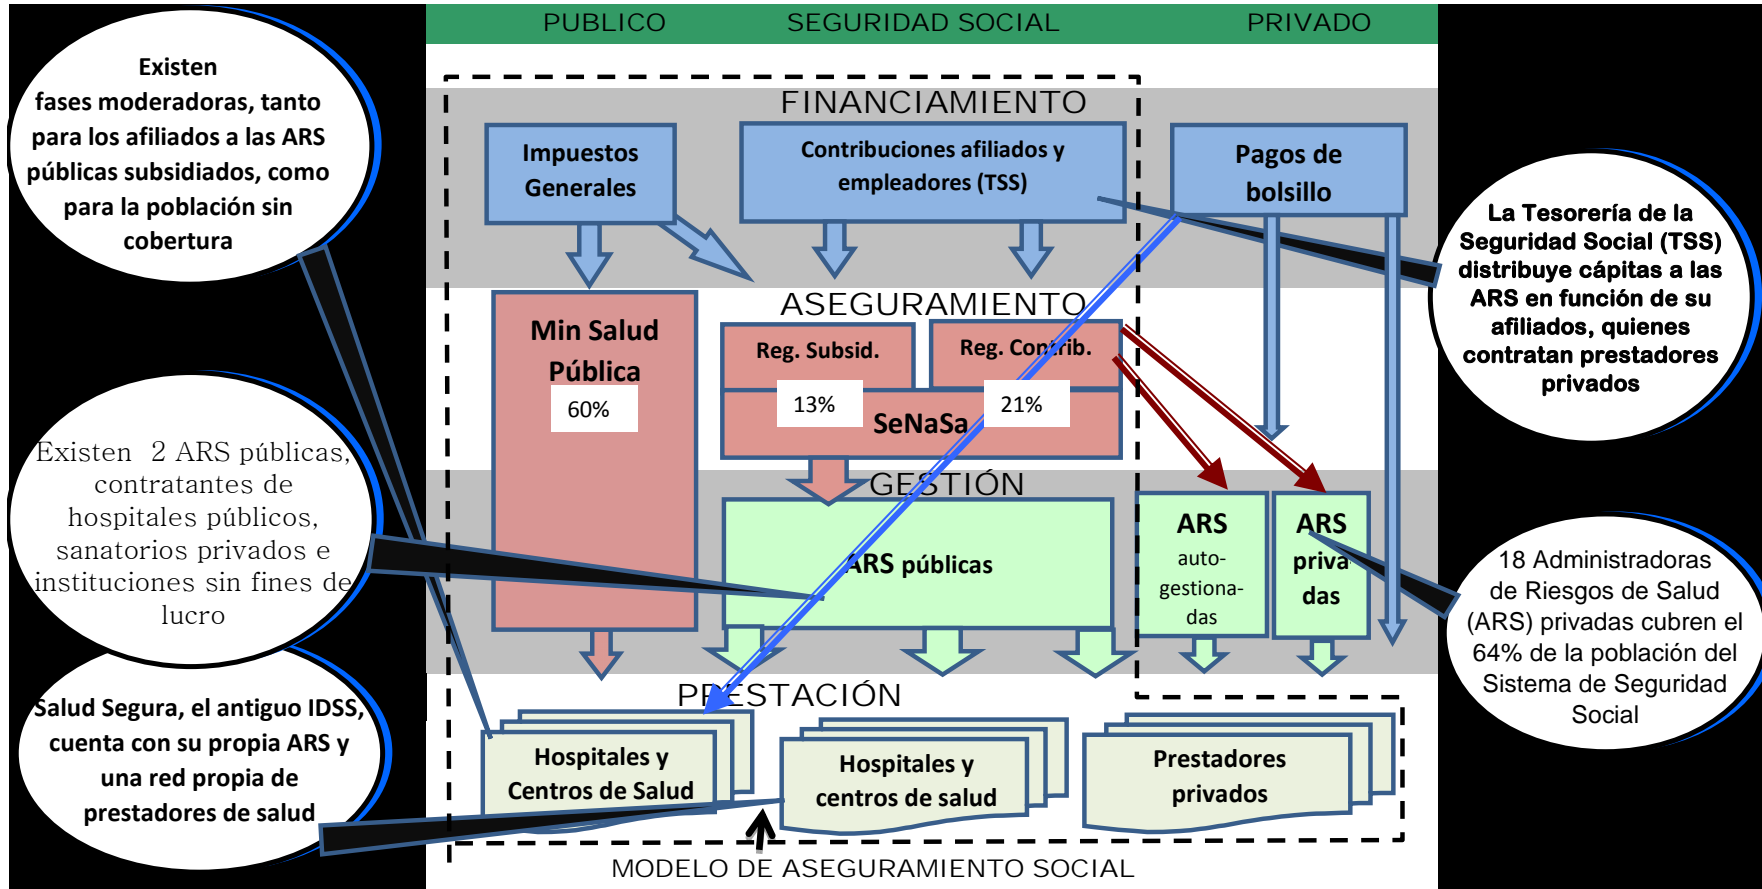 PUBLICO
SEGURIDAD SOCIAL
PRIVADO
Existen
fases moderadoras, tanto
para los afiliados a las ARS
públicas subsidiados, como
para la población sin
cobertura
FINANCIAMIENTO
Impuestos
Generales
Contribuciones afiliados y
empleadores (TSS)
Pagos de
bolsillo
La Tesorería de la
Seguridad Social (TSS)
distribuye cápitas a las
ARS en función de su
afiliados, quienes
contratan prestadores
privados
ASEGURAMIENTO
Min Salud
Pública
60%
Reg. Subsid.
Reg. Contrib.
13%
21%
SeNaSa
Existen 2 ARS públicas,
contratantes de
hospitales públicos,
sanatorios privados e
instituciones sin fines de
lucro
GESTIÓN
ARS públicas
ARS
auto-
gestiona-
das
ARS
priva-
das
18 Administradoras
de Riesgos de Salud
(ARS) privadas cubren el
64% de la población del
Sistema de Seguridad
Social
PRESTACIÓN
Salud Segura, el antiguo IDSS,
cuenta con su propia ARS y
una red propia de
prestadores de salud
Hospitales y
Centros de Salud
Hospitales y
centros de salud
Prestadores
privados
MODELO DE ASEGURAMIENTO SOCIAL